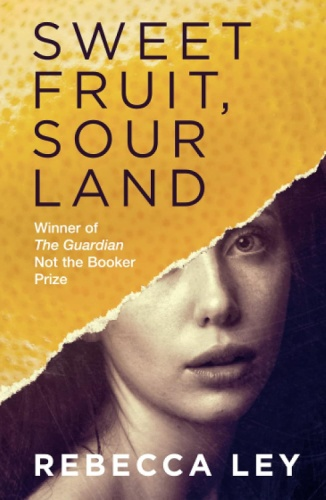 SWEET
FRUIT,
SOUR
LAND
Winner of
The Guardian
Not the Booker
Prize
REBECCA LEY